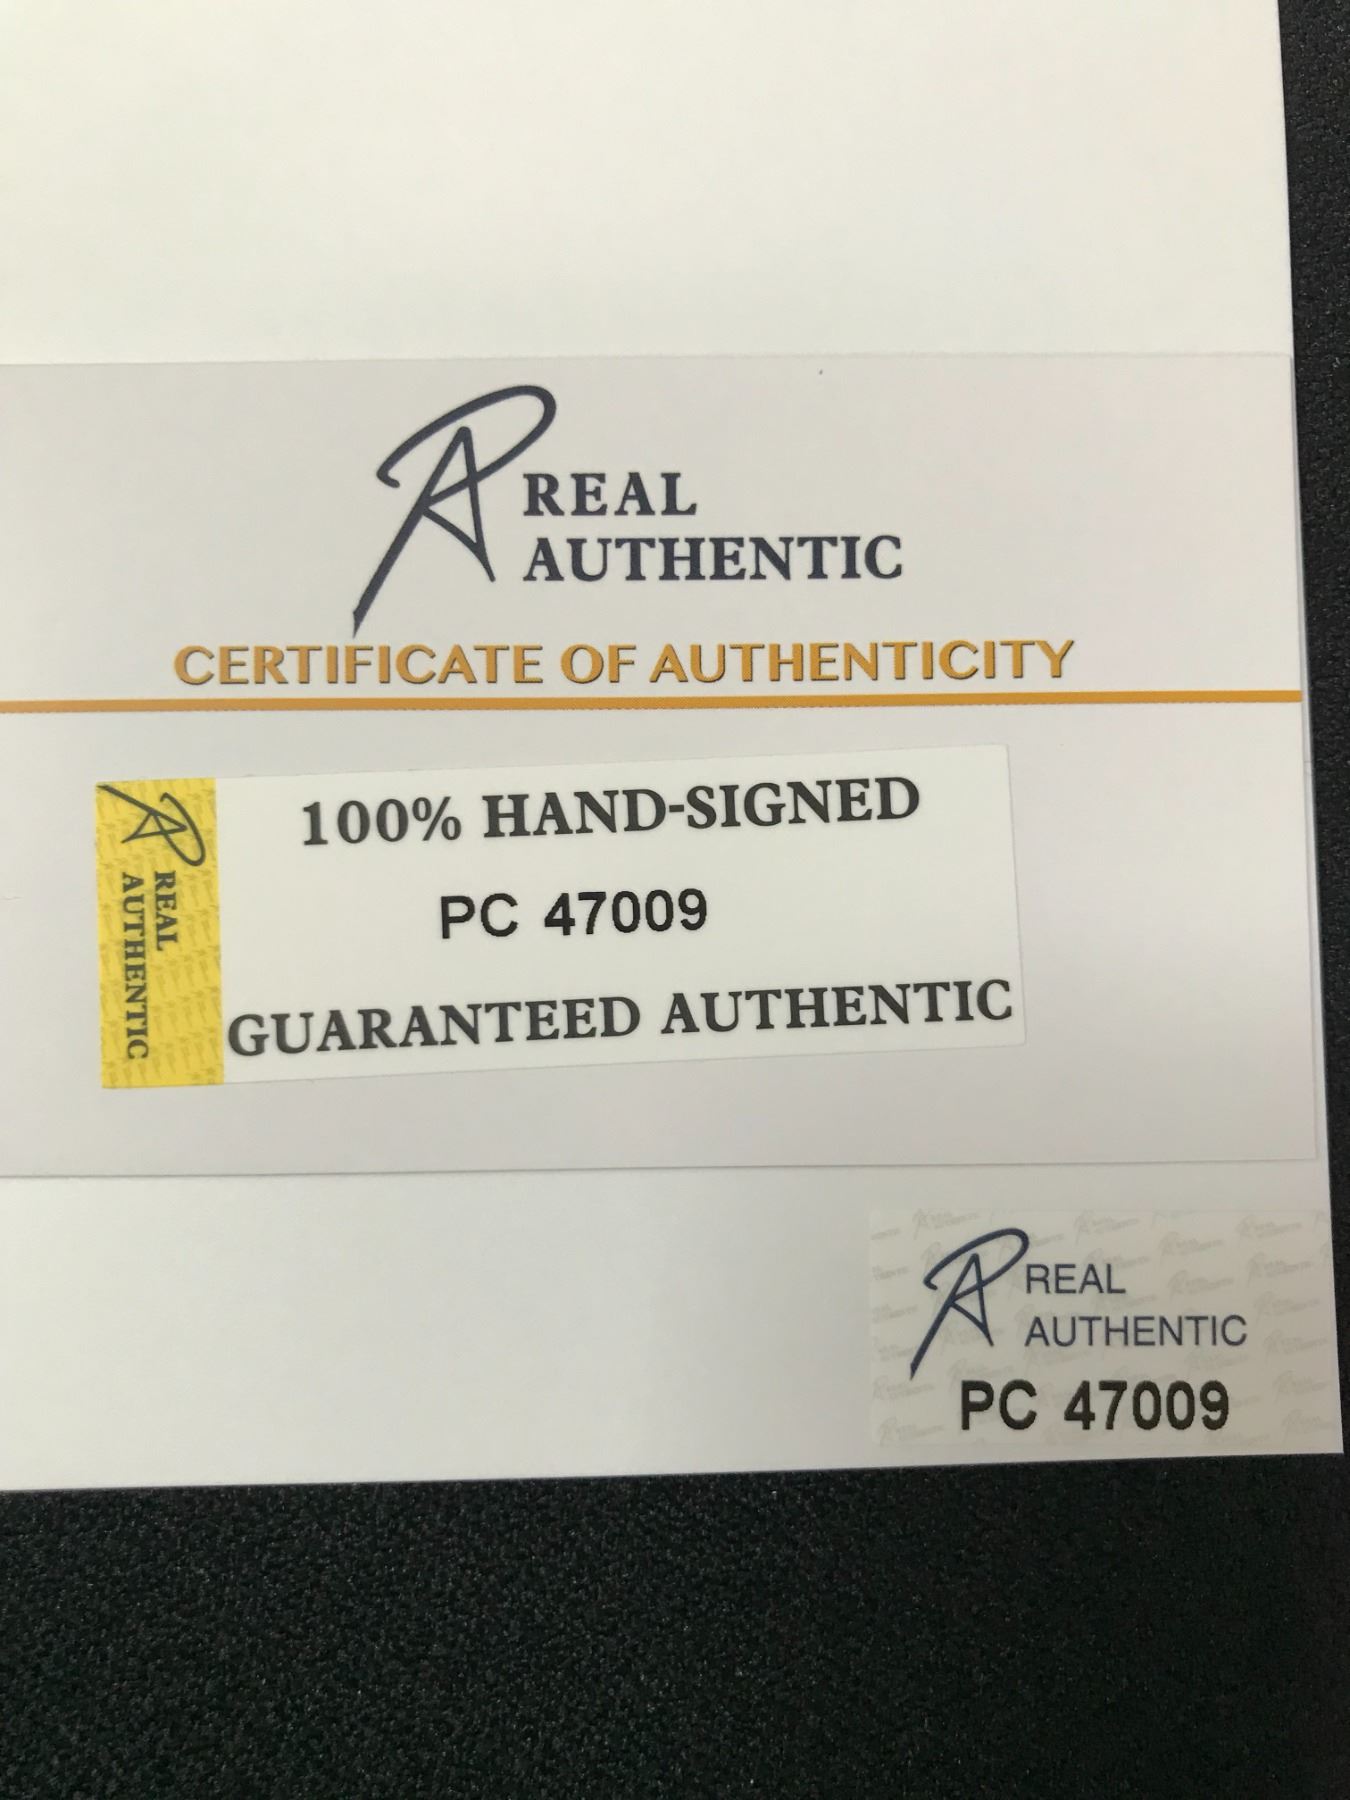 REAL
AUTHENTIC
CERTIFICATE OF AUTHENTICITY
REAL
AUTHENTIC
100% HAND-SIGNED
PC 47009
GUARANTEED AUTHENTIC
REAL
AUTHENTIC
PC 47009